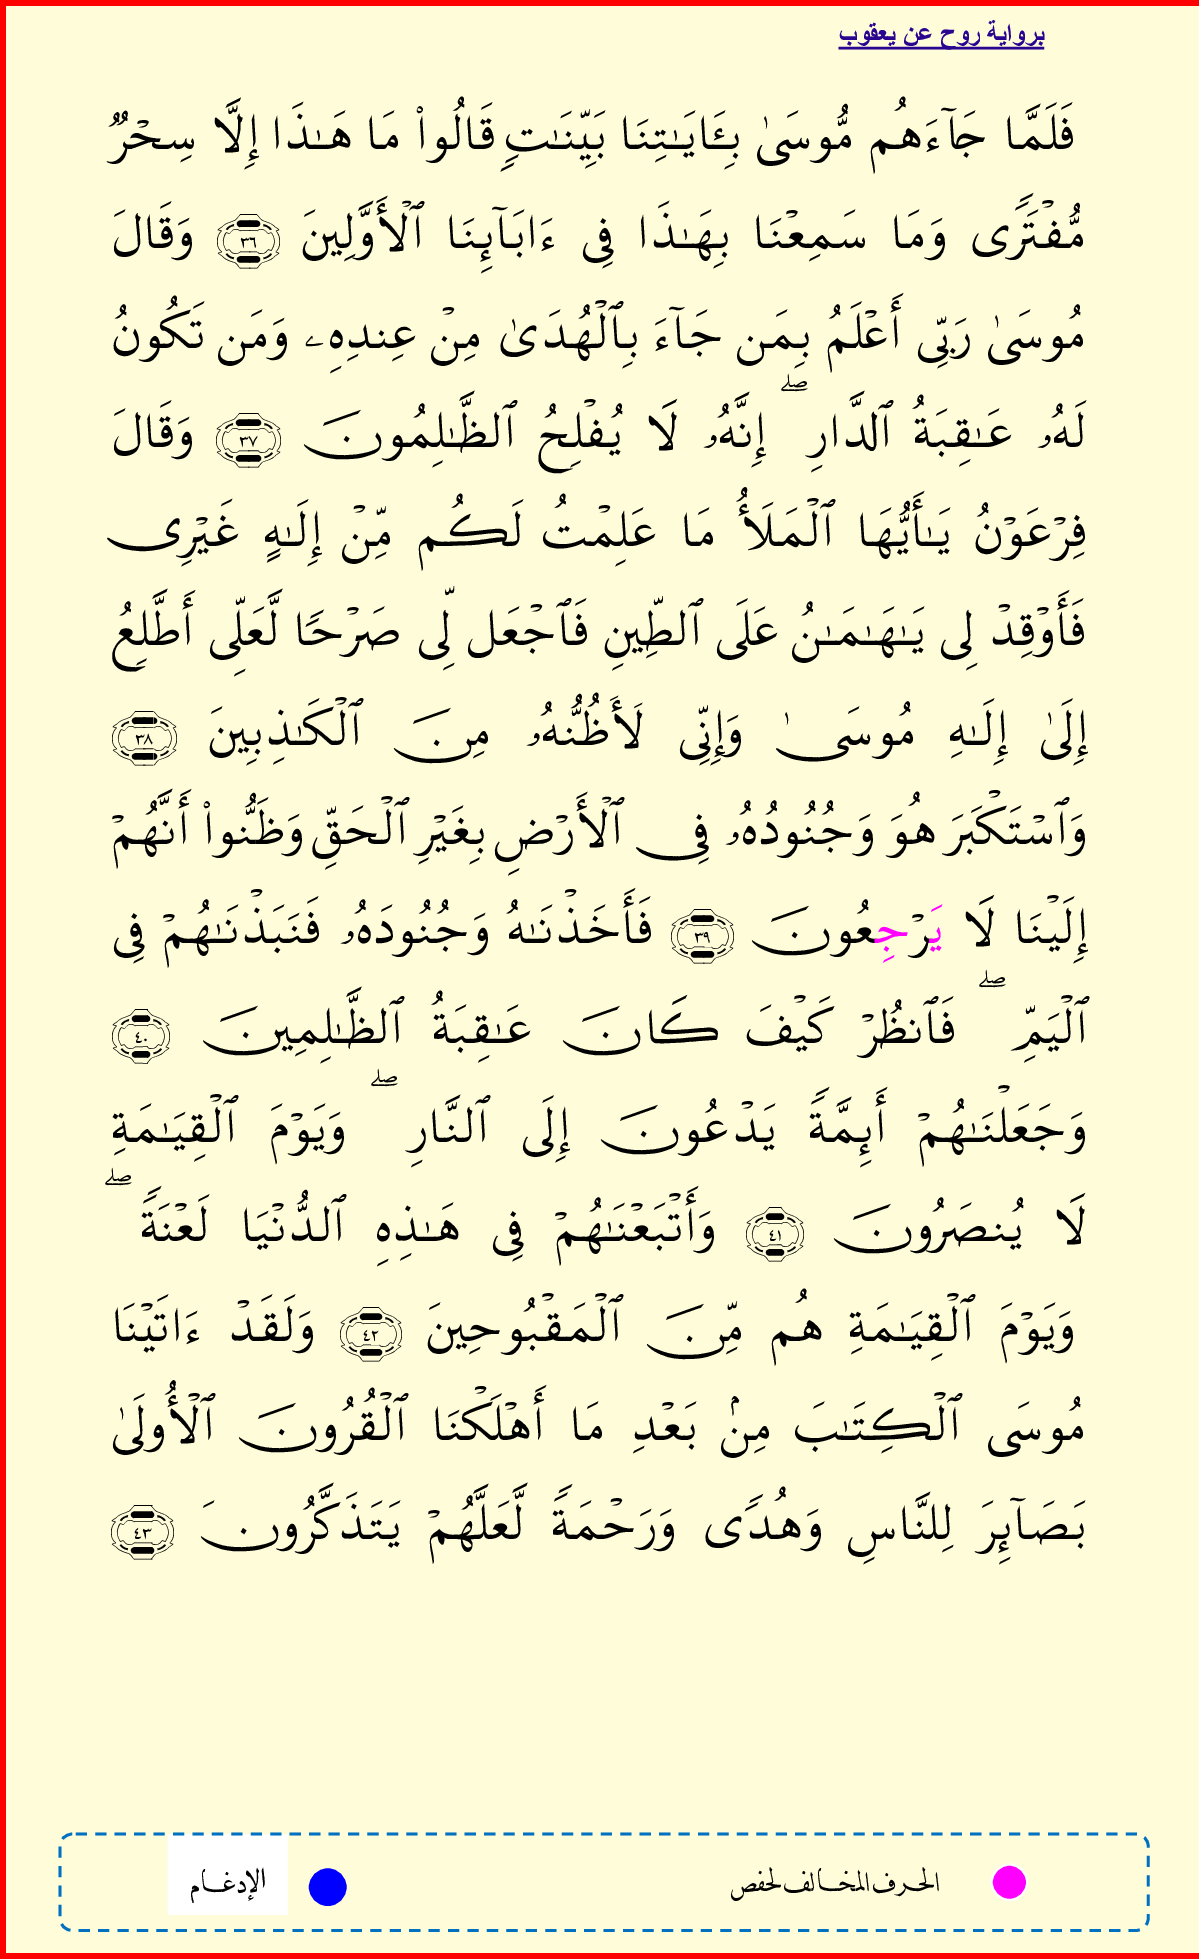 برواية روح عن يعقوب
فَلَمَّا جَآءَهُم مُّوسَىٰ بِـَٔايَـٰتِنَا بَيِّنَـٰتٍ قَالُوا۟ مَا هَـٰذَا إِلَّا سِحْرٌ
مُّفْتَرًى وَمَا سَمِعْنَا بِهَـٰذَا فِى ءَابَآئِنَا ٱلْأَوَّلِينَ ٣٦ وَقَالَ
مُوسَىٰ رَبِّى أَعْلَمُ بِمَن جَآءَ بِٱلْهُدَىٰ مِنْ عِندِهِۦ وَمَن تَكُونُ
لَهُۥ عَـٰقِبَةُ ٱلدَّارِ ۖ إِنَّهُۥ لَا يُفْلِحُ ٱلظَّـٰلِمُونَ ٣٧ وَقَالَ
فِرْعَوْنُ يَـٰٓأَيُّهَا ٱلْمَلَأُ مَا عَلِمْتُ لَكُم مِّنْ إِلَـٰهٍ غَيْرِى
فَأَوْقِدْ لِى يَـٰهَـٰمَـٰنُ عَلَى ٱلطِّينِ فَٱجْعَل لِّى صَرْحًا لَّعَلِّى أَطَّلِعُ
إِلَىٰ إِلَـٰهِ مُوسَىٰ وَإِنِّى لَأَظُنُّهُۥ مِنَ ٱلْكَـٰذِبِينَ ٣٨
وَٱسْتَكْبَرَ هُوَ وَجُنُودُهُۥ فِى ٱلْأَرْضِ بِغَيْرِ ٱلْحَقِّ وَظَنُّوا۟ أَنَّهُمْ
إِلَيْنَا لَا يَرْجِعُونَ ٣٩ فَأَخَذْنَـٰهُ وَجُنُودَهُۥ فَنَبَذْنَـٰهُمْ فِى
ٱلْيَمِّ ۖ فَٱنظُرْ كَيْفَ كَانَ عَـٰقِبَةُ ٱلظَّـٰلِمِينَ ٤٠
وَجَعَلْنَـٰهُمْ أَئِمَّةً يَدْعُونَ إِلَى ٱلنَّارِ ۖ وَيَوْمَ ٱلْقِيَـٰمَةِ
لَا يُنصَرُونَ ٤١ وَأَتْبَعْنَـٰهُمْ فِى هَـٰذِهِ ٱلدُّنْيَا لَعْنَةً ۖ
وَيَوْمَ ٱلْقِيَـٰمَةِ هُم مِّنَ ٱلْمَقْبُوحِينَ ٤٢ وَلَقَدْ ءَاتَيْنَا
مُوسَى ٱلْكِتَـٰبَ مِنۢ بَعْدِ مَا أَهْلَكْنَا ٱلْقُرُونَ ٱلْأُولَىٰ
بَصَآئِرَ لِلنَّاسِ وَهُدًى وَرَحْمَةً لَّعَلَّهُمْ يَتَذَكَّرُونَ ٤٣
الحرف المخالف لحفص
الإدغام